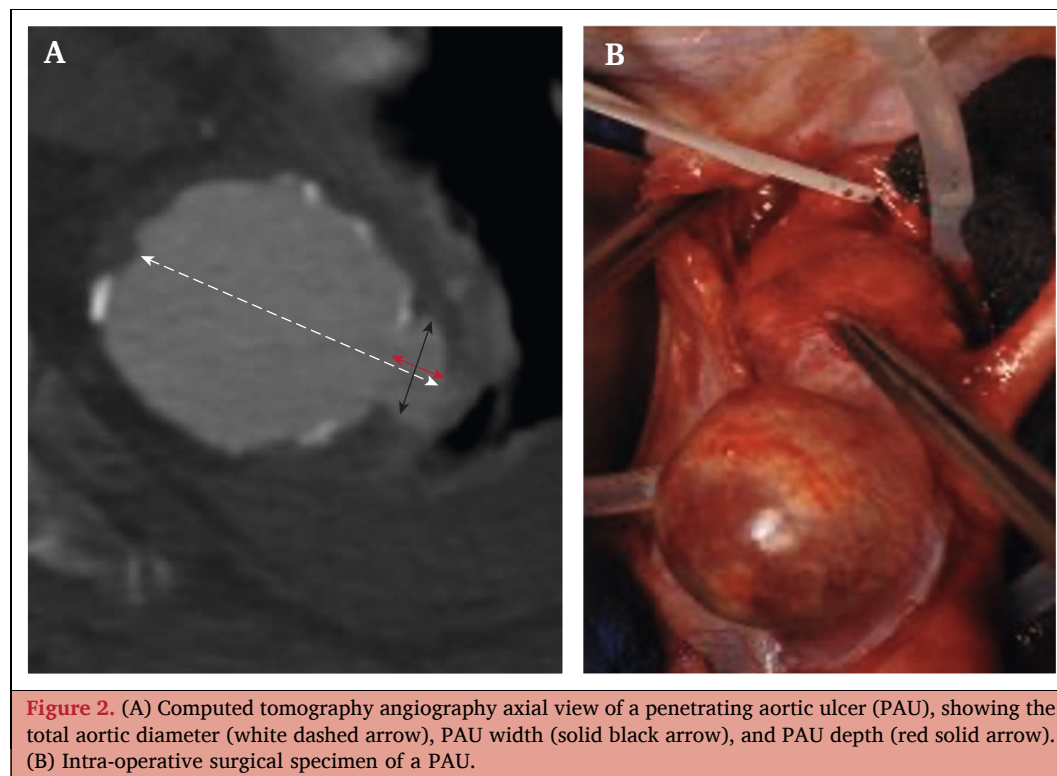 A
B
Figure 2. (A) Computed tomography angiography axial view of a penetrating aortic ulcer (PAU), showing the
total aortic diameter (white dashed arrow), PAU width (solid black arrow), and PAU depth (red solid arrow).
(B) Intra-operative surgical specimen of a PAU.